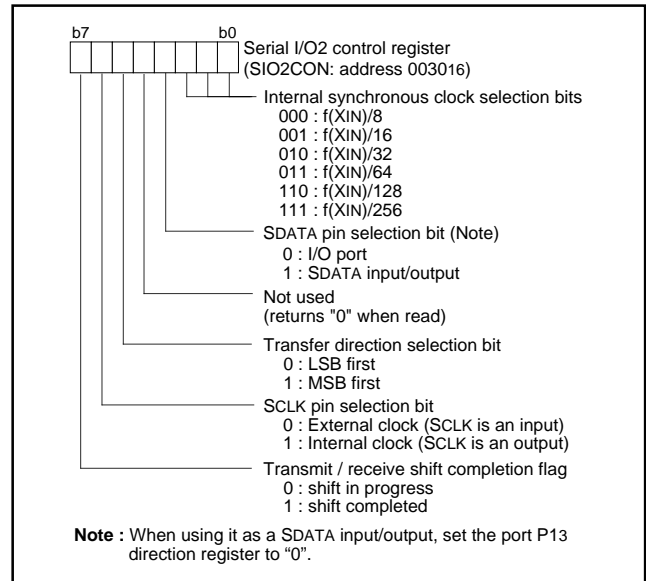 b7 b0
Serial I/O2 control register
(SIO2CON: address 003016)
Internal synchronous clock selection bits
000 : f(XIN)/8
001 : f(XIN)/16
010 : f(XIN)/32
011 : f(XIN)/64
110 : f(XIN)/128
111 : f(XIN)/256
SDATA pin selection bit (Note)
0 : I/O port
1 : SDATA input/output
Not used
(returns "0" when read)
Transfer direction selection bit
0 : LSB first
1 : MSB first
SCLK pin selection bit
0 : External clock (SCLK is an input)
1 : Internal clock (SCLK is an output)
Transmit / receive shift completion flag
0 : shift in progress
1 : shift completed
Note : When using it as a SDATA input/output, set the port P13
direction register to “0”.